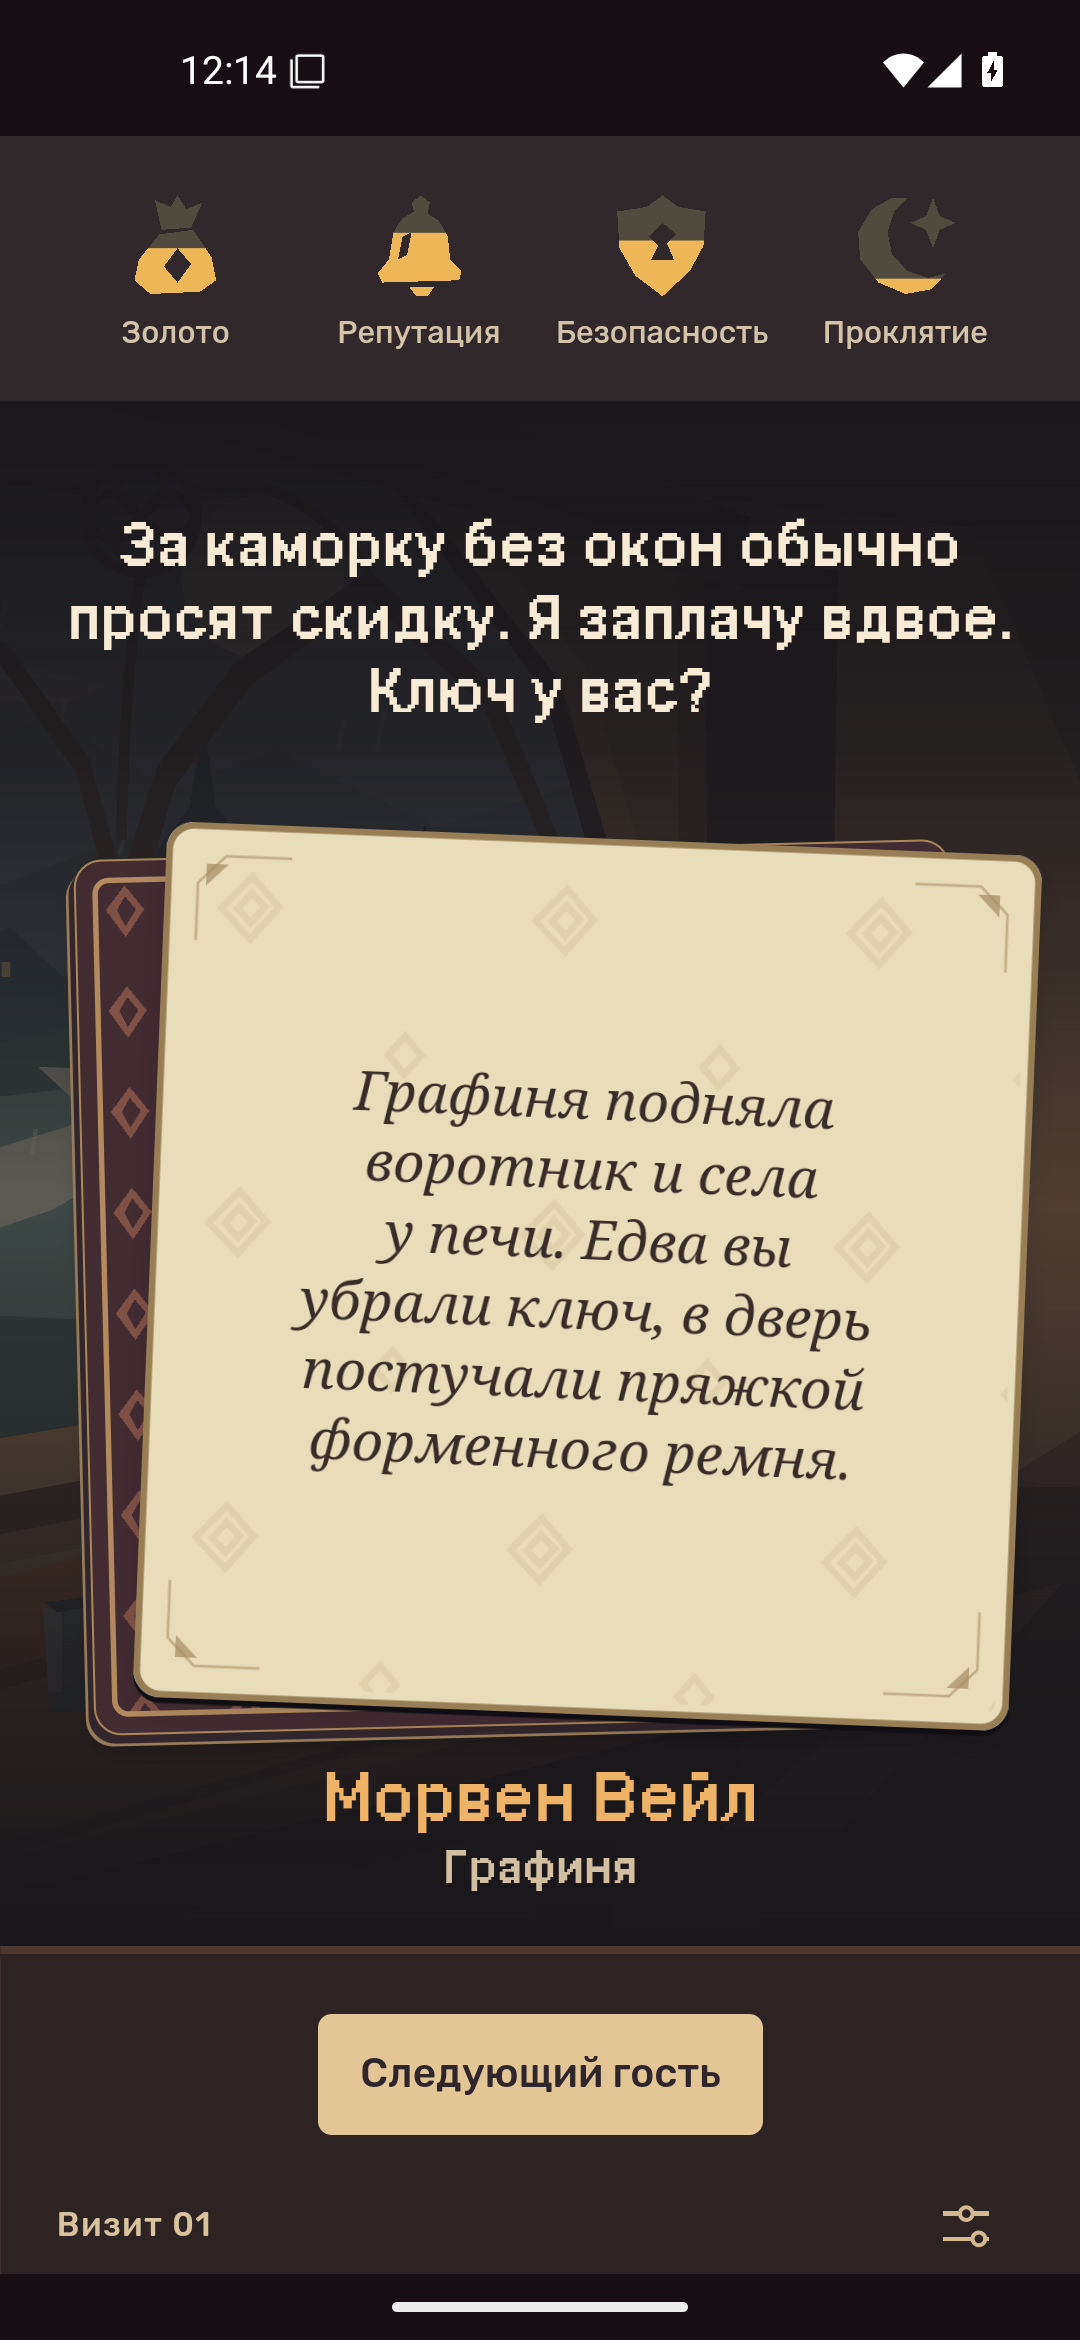 12:14
Золото Репутация Безопасность Проклятие
За каморку без окон обычно
просят скидку. Я заплачу вдвое.
Ключ у вас?
Графиня подняла
воротник и села
у печи. Едва вы
убрали ключ, в дверь
постучали пряжкой
форменного ремня.
Морвен Вейл
Графиня
Следующий гость
Визит 01